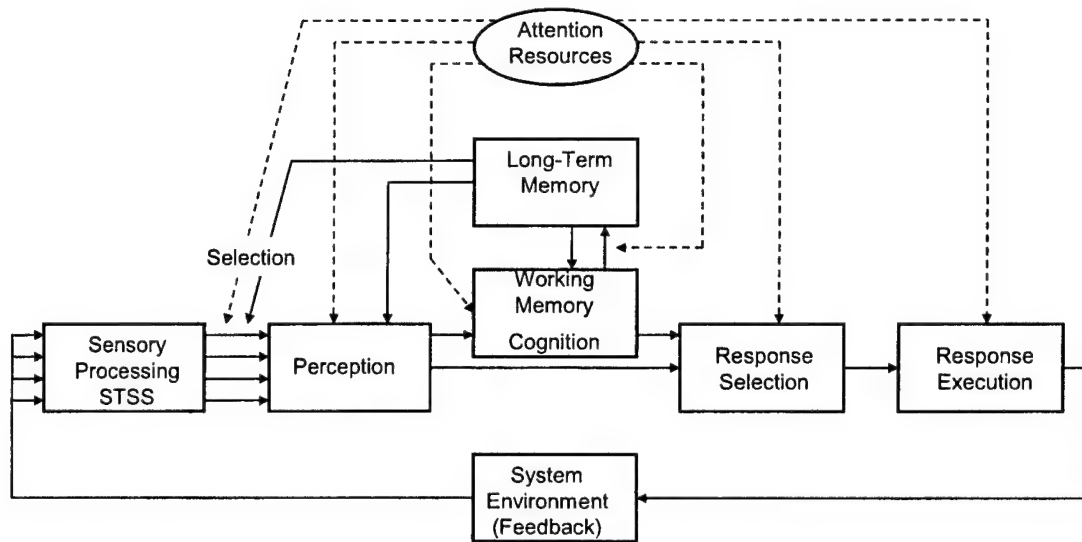 Attention
Resources
Long-Term
Memory
Selection
Working
Memory
Cognition
Sensory
Processing
STSS
Perception
Response
Selection
Response
Execution
System
Environment
(Feedback)